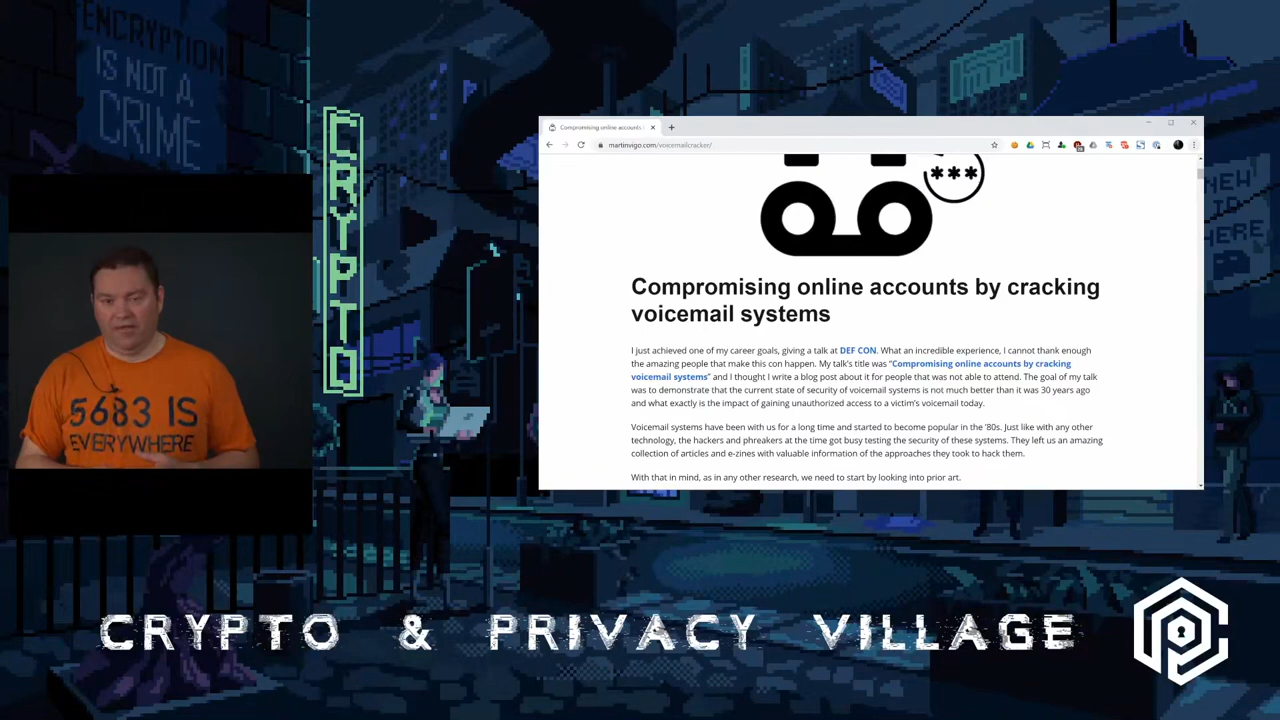 ENCRYPTION
IS NOT A
CRIME
CRYPTO
5683 IS
EVERYWHERE
Compromising online accounts
martinvigo.com/voicemailcracker/
***
Compromising online accounts by cracking
voicemail systems
I just achieved one of my career goals, giving a talk at DEF CON. What an incredible experience, I cannot thank enough
the amazing people that make this con happen. My talk's title was "Compromising online accounts by cracking
voicemail systems" and I thought I write a blog post about it for people that was not able to attend. The goal of my talk
was to demonstrate that the current state of security of voicemail systems is not much better than it was 30 years ago
and what exactly is the impact of gaining unauthorized access to a victim's voicemail today.
Voicemail systems have been with us for a long time and started to become popular in the '80s. Just like with any other
technology, the hackers and phreakers at the time got busy testing the security of these systems. They left us an amazing
collection of articles and e-zines with valuable information of the approaches they took to hack them.
With that in mind, as in any other research, we need to start by looking into prior art.
NEW
TO
HERE
CRYPTO & PRIVACY VILLAGE